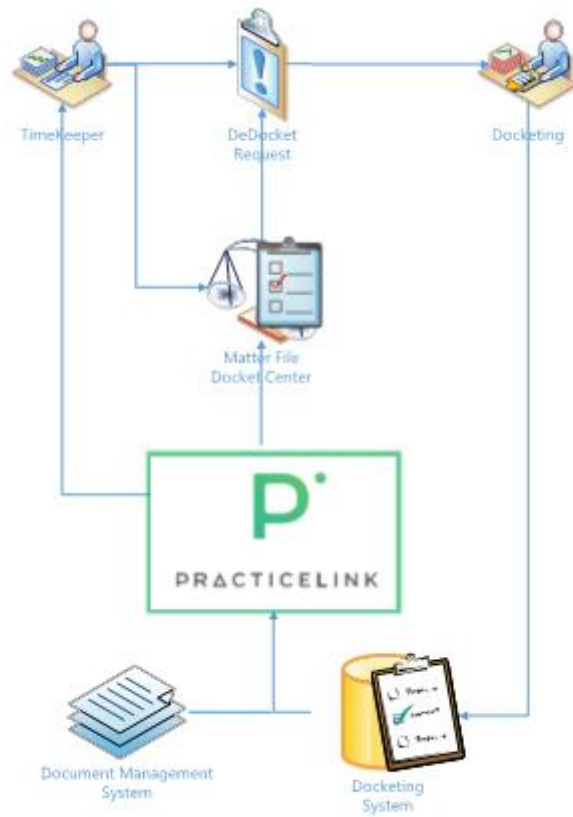 TimeKeeper
DeDocket
Request
Docketing
Matter File
Docket Center
P
PRACTICELINK
Document Management
System
Docketing
System